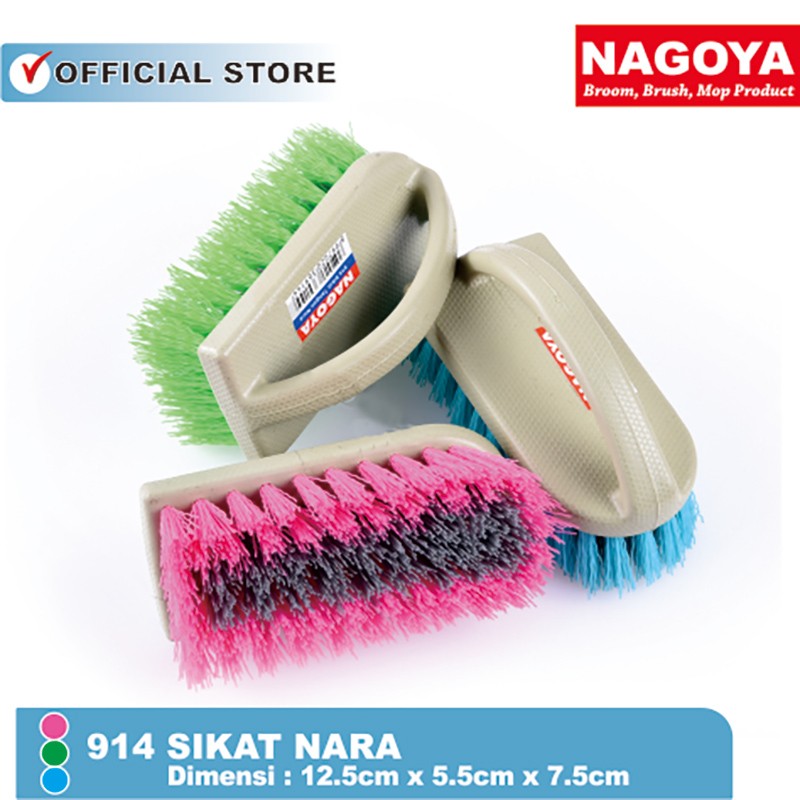 OFFICIAL STORE
NAGOYA
Broom, Brush, Mop Product
NAGOYA
NAGOYA
914 SIKAT NARA
Dimensi : 12.5cm x 5.5cm x 7.5cm